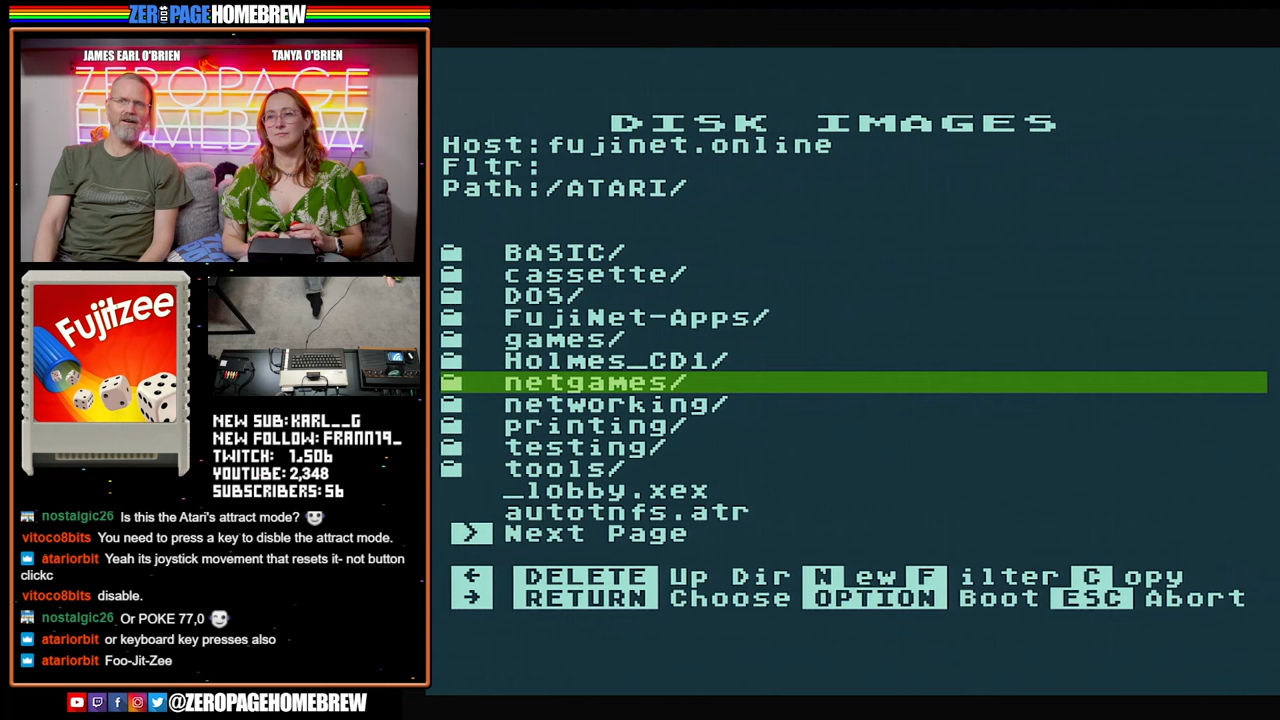 ZEROPAGE HOMEBREW
JAMES EARL O'BRIEN
TANYA O'BRIEN
ZEROPAGE
HOMEBREW
Fujitzee
NEW SUB: KARL__G
NEW FOLLOW: FRANN19_
TWITCH: 1,506
YOUTUBE: 2,348
SUBSCRIBERS: 56
nostalgic26 Is this the Atari's attract mode?
vitoco8bits You need to press a key to disble the attract mode.
atariorbit Yeah its joystick movement that resets it- not button
clickc
vitoco8bits disable.
nostalgic26 Or POKE 77,0
atariorbit or keyboard key presses also
atariorbit Foo-Jit-Zee
@ZEROPAGEHOMEBREW
DISK IMAGES
Host:fujinet.online
Fltr:
Path:/ATARI/
BASIC/
cassette/
DOS/
FujiNet-Apps/
games/
Holmes_CD1/
netgames/
networking/
printing/
testing/
tools/
_lobby.xex
autotnfs.atr
> Next Page
← DELETE Up Dir New Filter Copy
→ RETURN Choose OPTION Boot ESC Abort